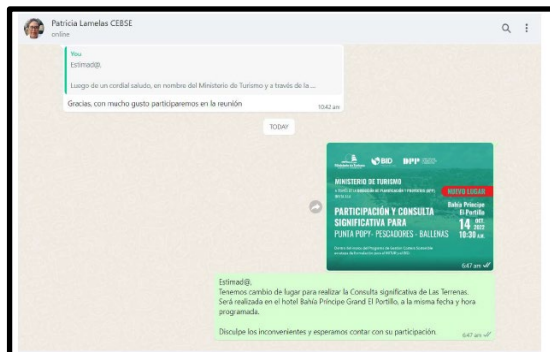 Patricia Lamelas CEBSE
online
You
Estimad@.
Luego de un cordial saludo, en nombre del Ministerio de Turismo y a través de la ...
Gracias, con mucho gusto participaremos en la reunión
10:42 am
TODAY
BID
MINISTERIO DE TURISMO
NUEVO LUGAR
PARTICIPACIÓN Y CONSULTA
SIGNIFICATIVA PARA
PUNTA POPY- PESCADORES - BALLENAS
Bahía Príncipe
El Portillo
14
2022
10:30 A.M.
6:47 am
Estimad@.
Tenemos cambio de lugar para realizar la Consulta significativa de Las Terrenas.
Será realizada en el hotel Bahía Príncipe Grand El Portillo, a la misma fecha y hora
programada.
Disculpe los inconvenientes y esperamos contar con su participación.
6:47 am